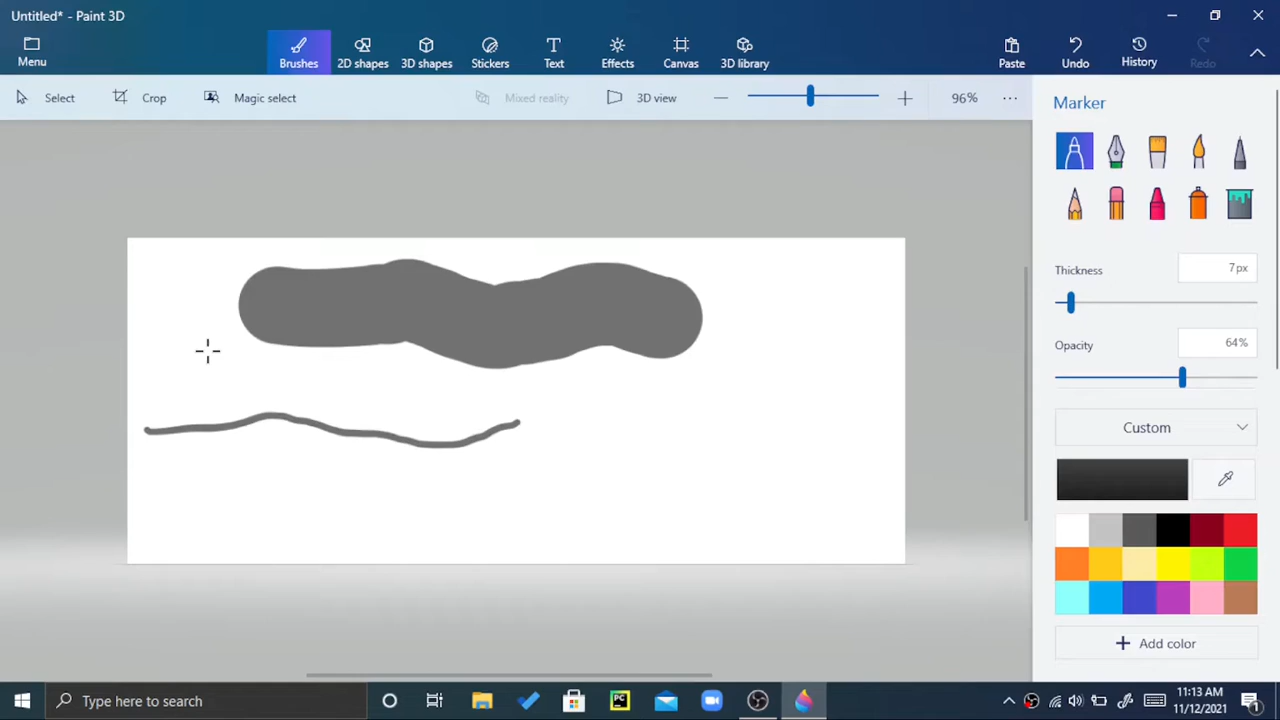 Untitled* - Paint 3D
Menu
Brushes
2D shapes
3D shapes
Stickers
Text
Effects
Canvas
3D library
Paste
Undo
History
Redo
Select
Crop
Magic select
Mixed reality
3D view
96%
Marker
Thickness
7px
Opacity
64%
Custom
Add color
Type here to search
PC
11:13 AM
11/12/2021
1